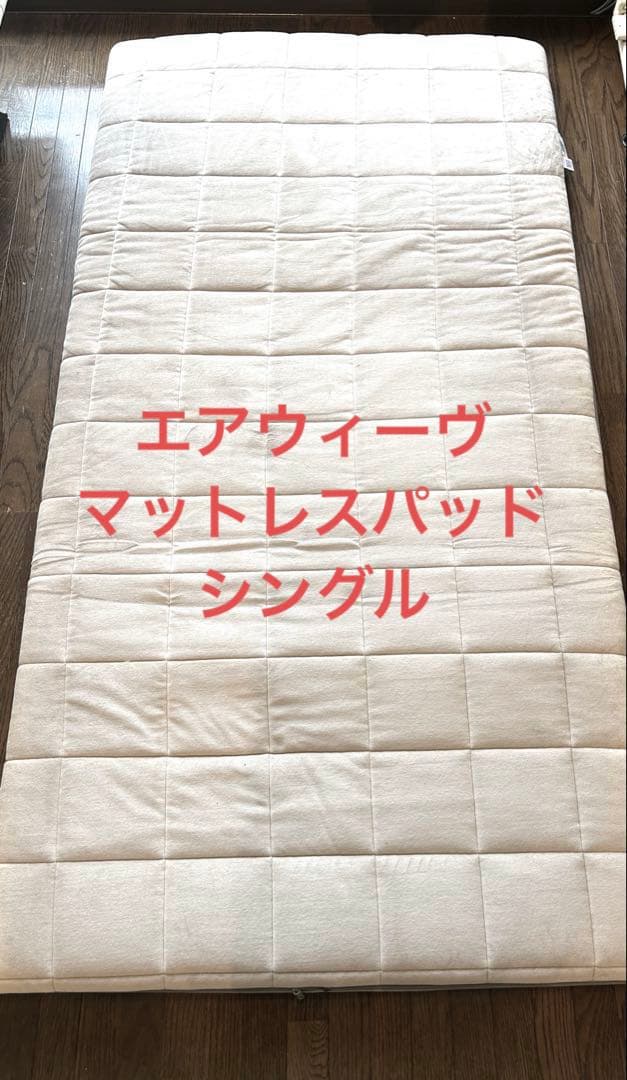 エアウィーヴ
マットレスパッド
シングル